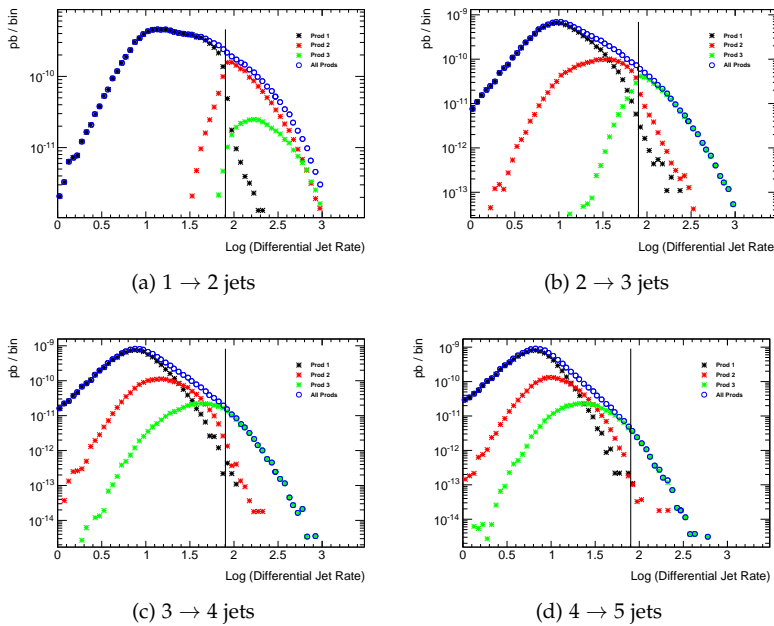 pb / bin
10^-10
10^-11
Prod 1
Prod 2
Prod 3
All Prods
0 0.5 1 1.5 2 2.5 3
Log (Differential Jet Rate)
(a) 1 → 2 jets
pb / bin
10^-9
10^-10
10^-11
10^-12
10^-13
Prod 1
Prod 2
Prod 3
All Prods
0 0.5 1 1.5 2 2.5 3
Log (Differential Jet Rate)
(b) 2 → 3 jets
pb / bin
10^-9
10^-10
10^-11
10^-12
10^-13
10^-14
Prod 1
Prod 2
Prod 3
All Prods
0 0.5 1 1.5 2 2.5 3
Log (Differential Jet Rate)
(c) 3 → 4 jets
pb / bin
10^-9
10^-10
10^-11
10^-12
10^-13
10^-14
Prod 1
Prod 2
Prod 3
All Prods
0 0.5 1 1.5 2 2.5 3
Log (Differential Jet Rate)
(d) 4 → 5 jets